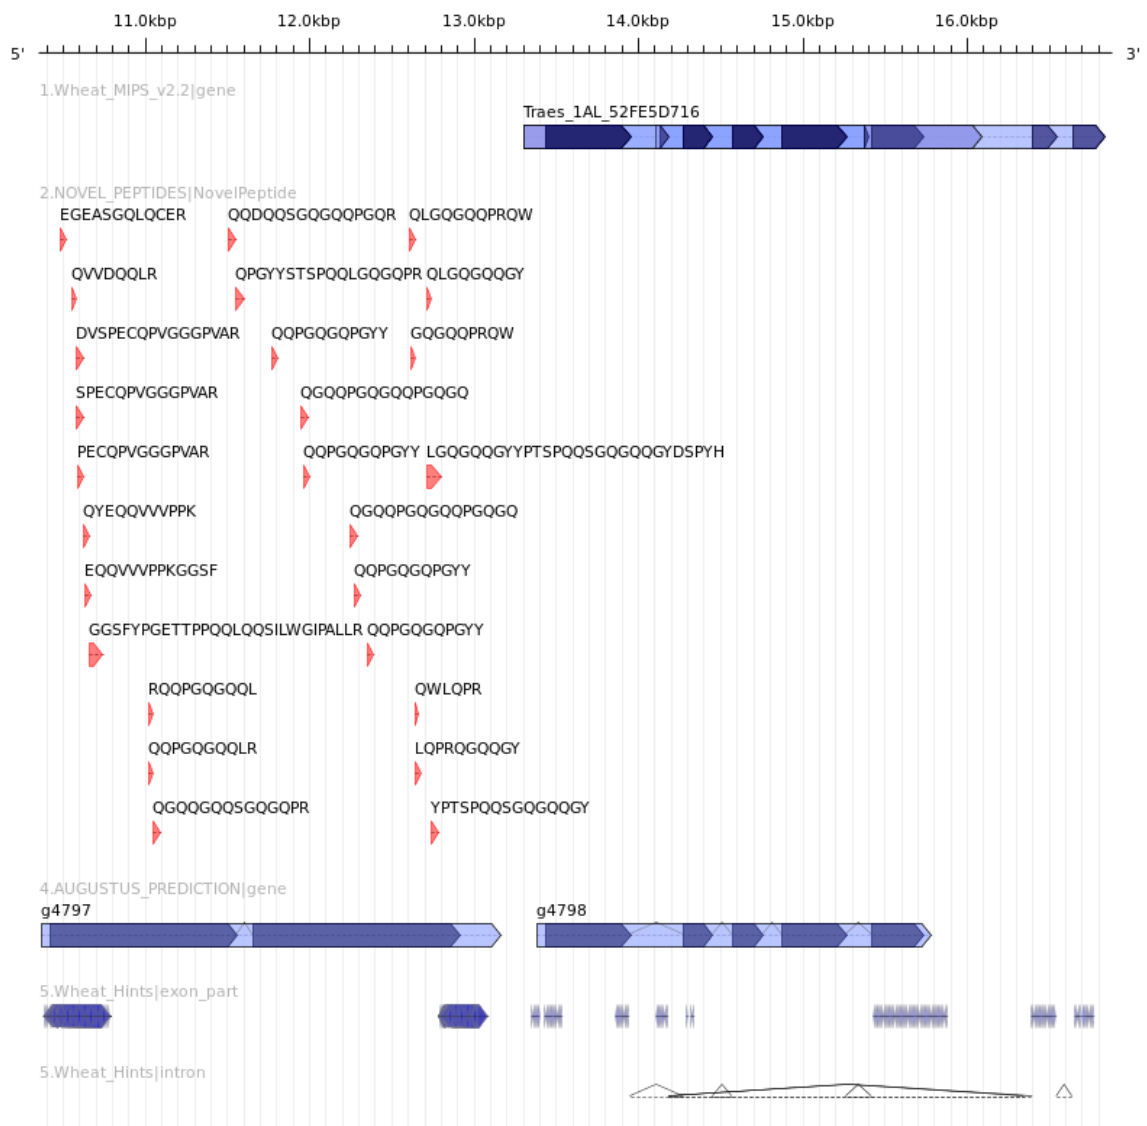 11.0kbp 12.0kbp 13.0kbp 14.0kbp 15.0kbp 16.0kbp
5' 3'
1.Wheat_MIPS_v2.2|gene
Traes_1AL_52FE5D716
2.NOVEL_PEPTIDES|NovelPeptide
EGEASGQLQCER QQDQQSGQGQQPGQR QLGQGQQPRQW
QVVDQQLR QPGYYSTSPQQLGQGQPR QLGQGQQGY
DVSPECQPVGGGPVAR QQPGQGQPGYY GQGQQPRQW
SPECQPVGGGPVAR QGQQPGQGQQPGQGQ
PECQPVGGGPVAR QQPGQGQPGYY LGQGQQGYYPTSPQQSGQGQQGYDSPYH
QYEQQVVVPPK QGQQPGQGQQPGQGQ
EQQVVVPPKGGSF QQPGQGQPGYY
GGSFYPGETTPPQQLQQSILWGIPALLR QQPGQGQPGYY
RQQPGQGQQL QWLQPR
QQPGQGQQLR LQPRQGQQGY
QGQQGQQSGQGQPR YPTSPQQSGQGQQGY
4.AUGUSTUS_PREDICTION|gene
g4797 g4798
5.Wheat_Hints|exon_part
5.Wheat_Hints|intron